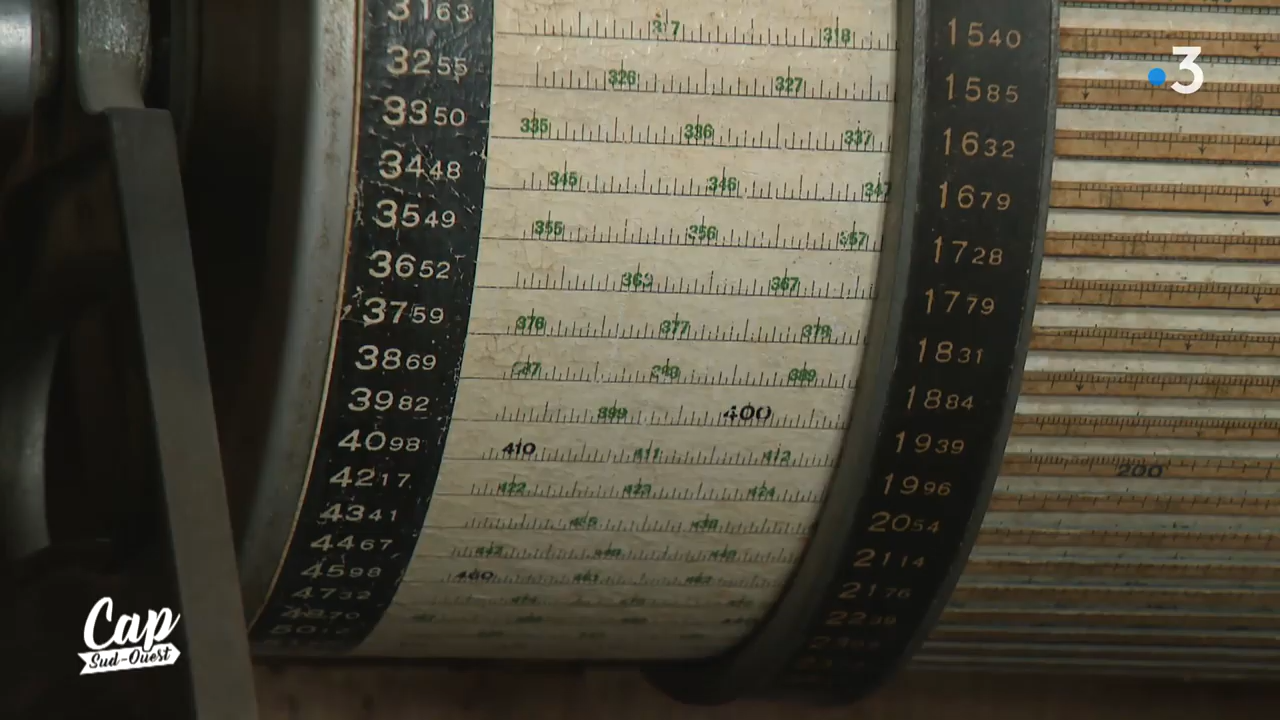 3163 317 318 1540
3255 326 327 1585
3350 335 336 337 1632
3448 345 346 347 1679
3549 355 356 357 1728
3652 367 1779
3759 376 377 378 1831
3869 389 1884
3982 399 400 1939
4098 410 411 412 1996
4217 422 423 424 2054
4341 2114
4467 2176
4598 460
4732
200
3
Cap
Sud-Ouest